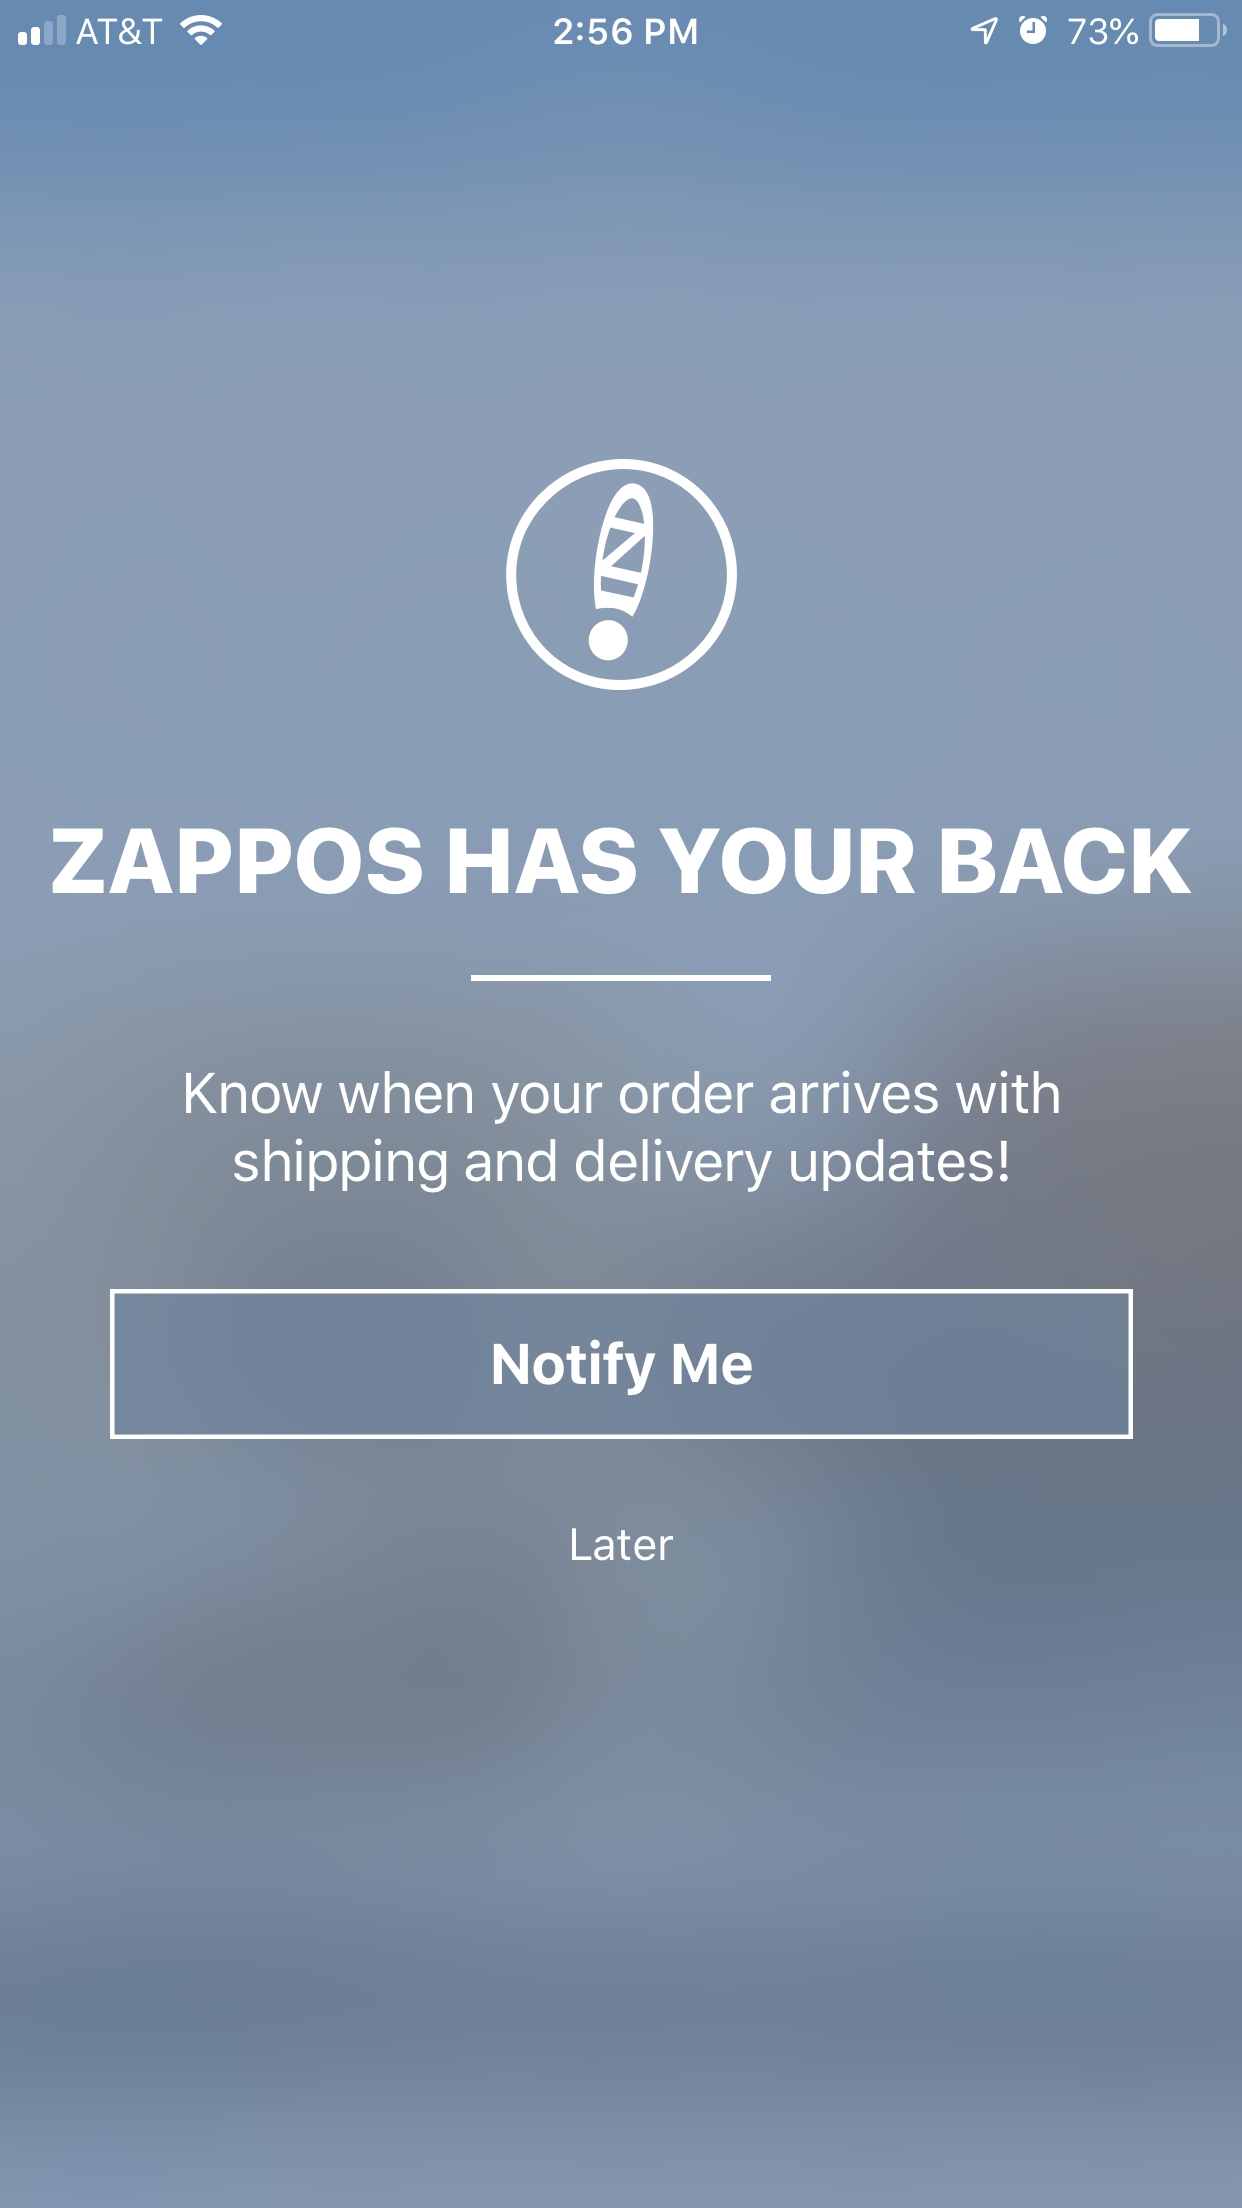 AT&T 2:56 PM 73%
ZAPPOS HAS YOUR BACK
Know when your order arrives with
shipping and delivery updates!
Notify Me
Later